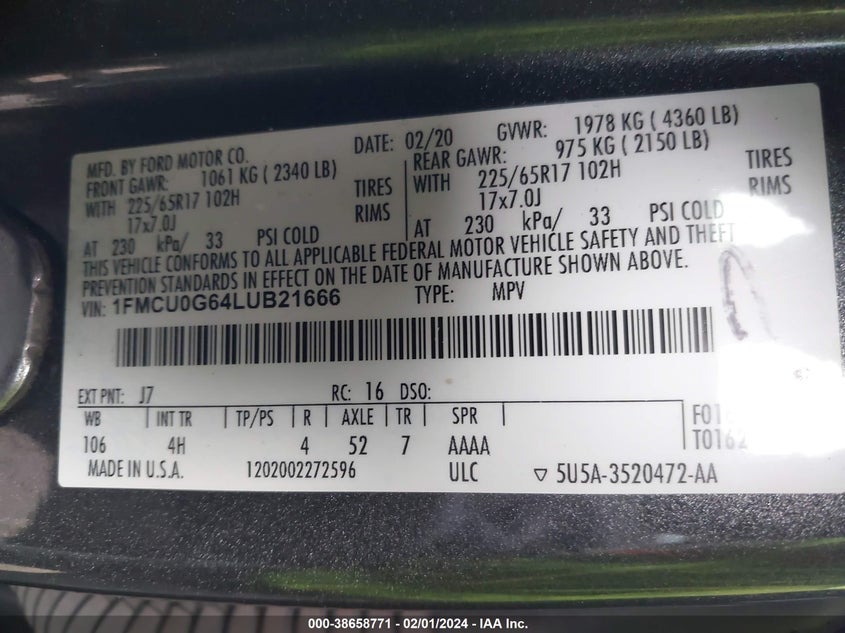 MFD. BY FORD MOTOR CO. DATE: 02/20 GVWR: 1978 KG ( 4360 LB)
FRONT GAWR: 1061 KG ( 2340 LB) REAR GAWR: 975 KG ( 2150 LB)
WITH 225/65R17 102H TIRES WITH 225/65R17 102H TIRES
17x7.0J RIMS 17x7.0J RIMS
AT 230 kPa/ 33 PSI COLD AT 230 kPa/ 33 PSI COLD
THIS VEHICLE CONFORMS TO ALL APPLICABLE FEDERAL MOTOR VEHICLE SAFETY AND THEFT
PREVENTION STANDARDS IN EFFECT ON THE DATE OF MANUFACTURE SHOWN ABOVE.
VIN: 1FMCU0G64LUB21666 TYPE: MPV
EXT PNT: J7 RC: 16 DSO:
WB INT TR TP/PS R AXLE TR SPR
106 4H 4 52 7 AAAA
MADE IN U.S.A. 1202002272596 ULC ▽ 5U5A-3520472-AA
000-38658771 - 02/01/2024 - IAA Inc.